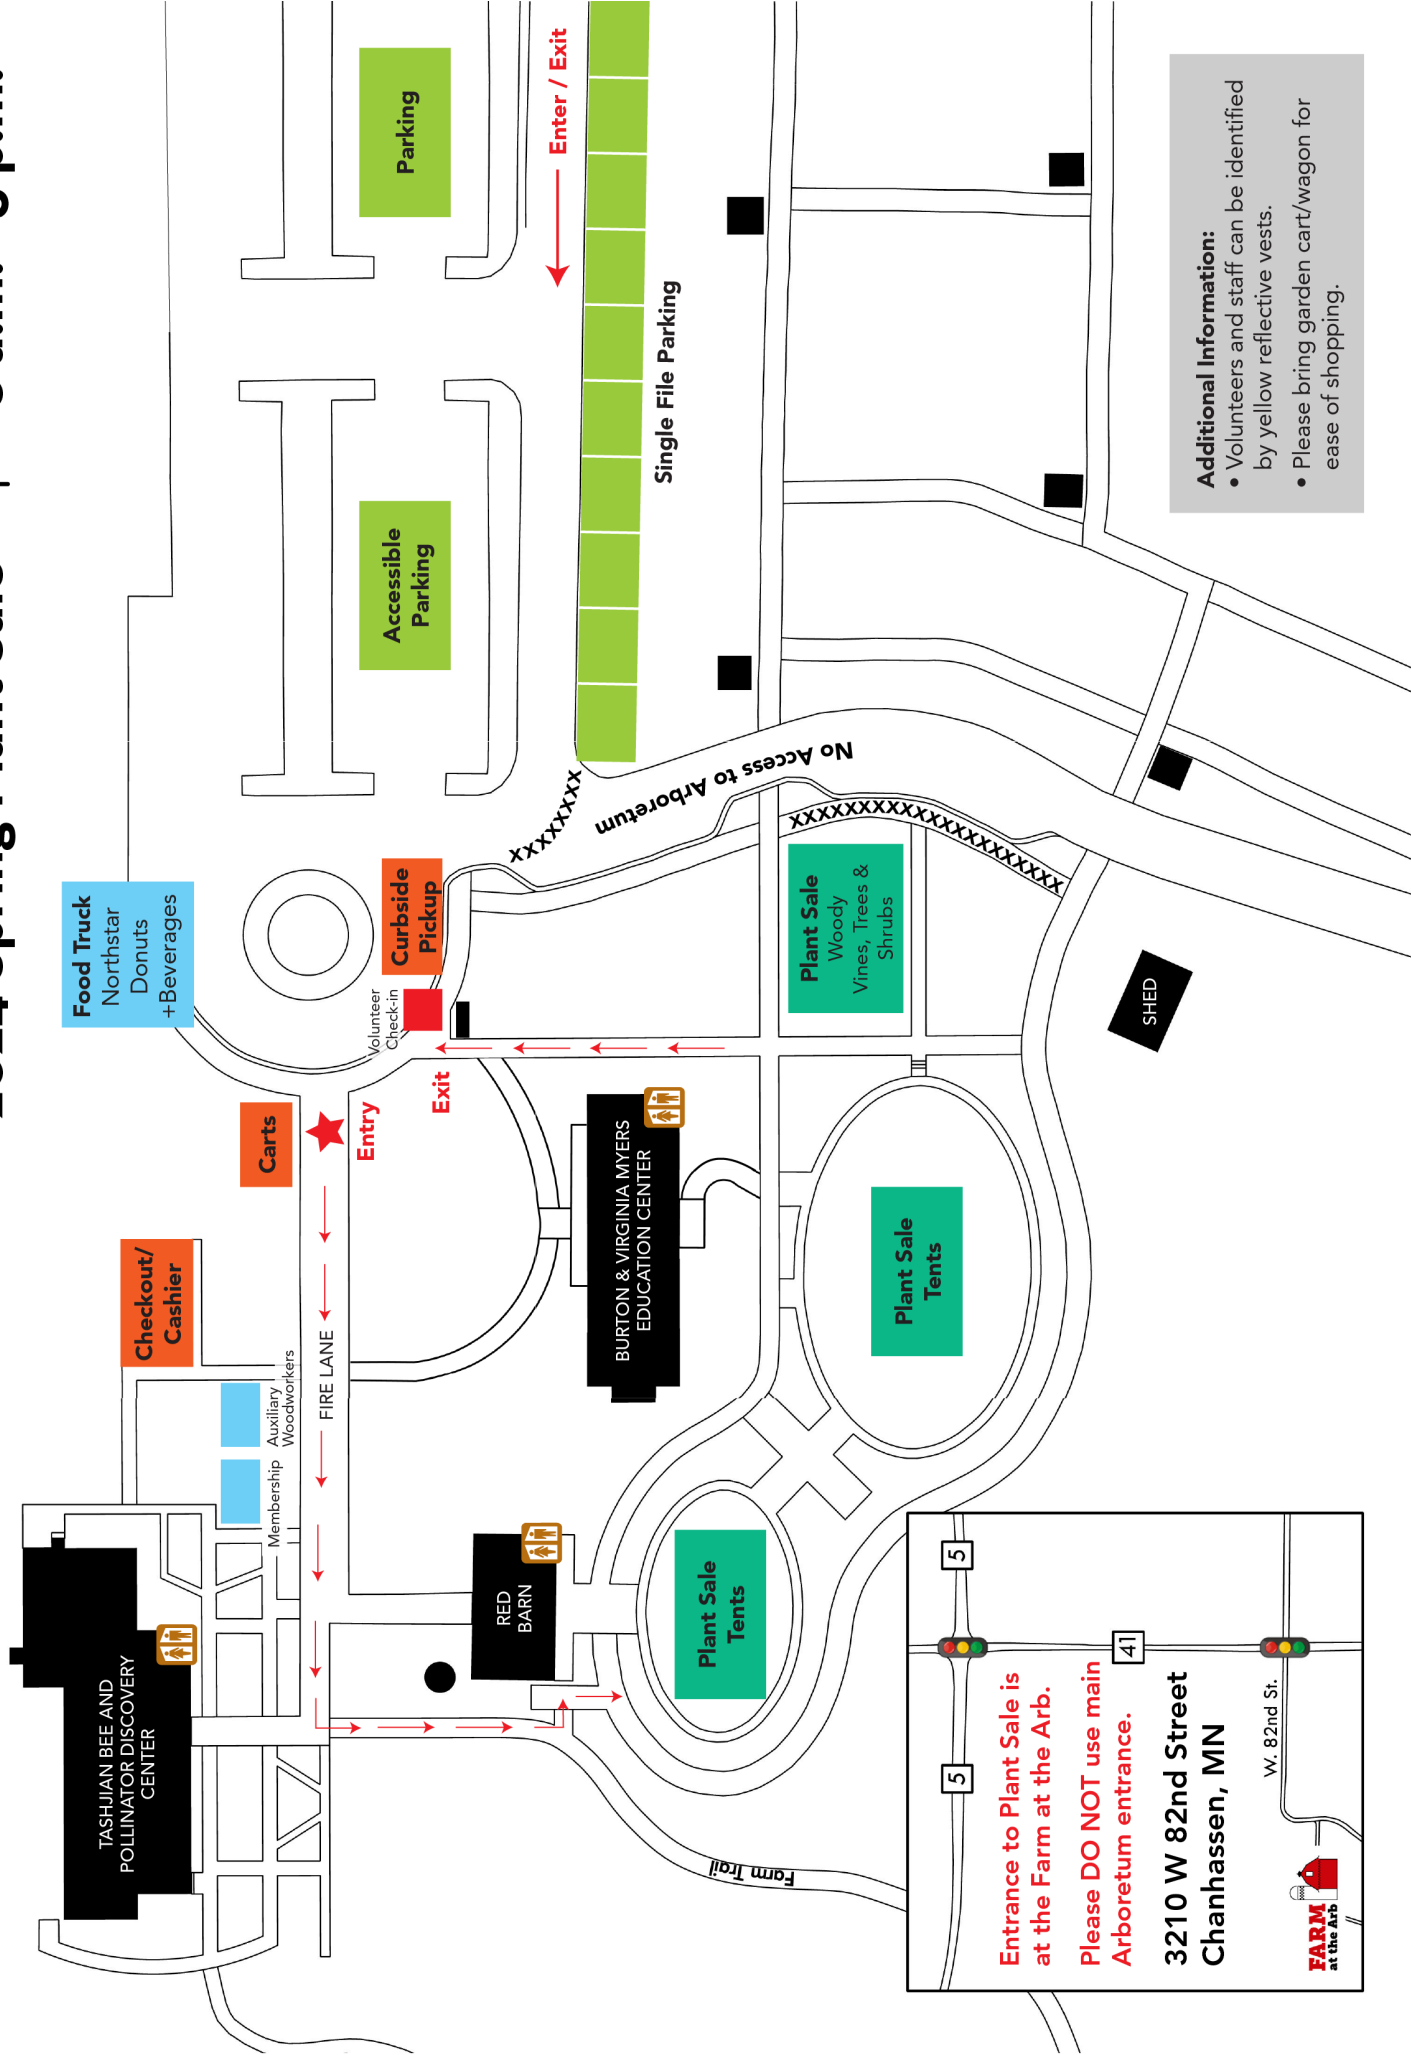 Spring Plant Sale
TASHJIAN BEE AND
POLLINATOR DISCOVERY
CENTER
Membership
Auxiliary
Woodworkers
Checkout/
Cashier
Carts
Food Truck
Northstar
Donuts
+Beverages
FIRE LANE
Entry
Exit
Volunteer
Check-in
Curbside
Pickup
Accessible
Parking
Parking
Enter / Exit
Single File Parking
RED
BARN
BURTON & VIRGINIA MYERS
EDUCATION CENTER
xxxxxxxx
No Access to Arboretum
Plant Sale
Tents
Plant Sale
Woody
Vines, Trees &
Shrubs
xxxxxxxxxxxxxxxxxxxxxx
Plant Sale
Tents
Farm Trail
SHED
5
5
Entrance to Plant Sale is
at the Farm at the Arb.
Please DO NOT use main
Arboretum entrance.
41
3210 W 82nd Street
Chanhassen, MN
W. 82nd St.
FARM
at the Arb
Additional Information:
• Volunteers and staff can be identified
by yellow reflective vests.
• Please bring garden cart/wagon for
ease of shopping.